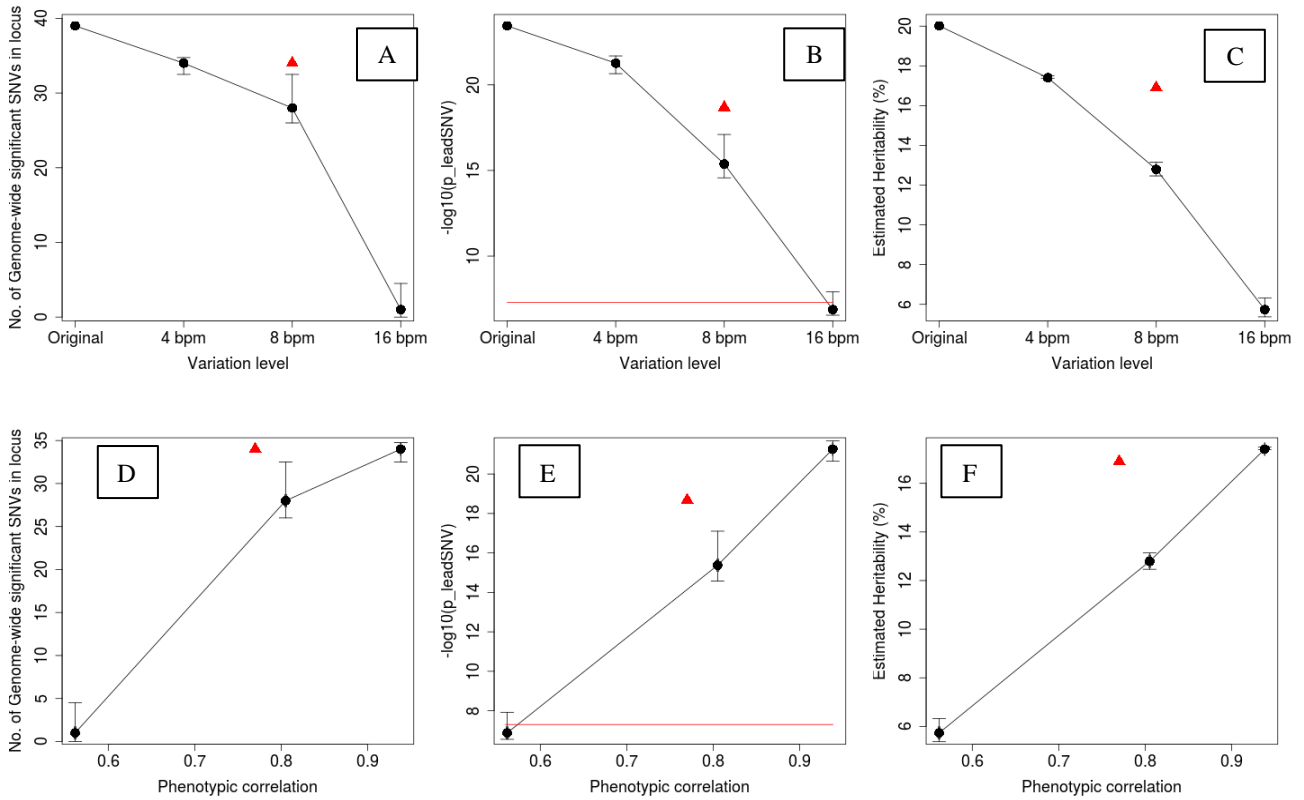 No. of Genome-wide significant SNVs in locus
40
30
20
10
0
A
Original
4 bpm
8 bpm
16 bpm
Variation level
-log10(p_leadSNV)
20
15
10
B
Original
4 bpm
8 bpm
16 bpm
Variation level
Estimated Heritability (%)
20
18
16
14
12
10
8
6
C
Original
4 bpm
8 bpm
16 bpm
Variation level
No. of Genome-wide significant SNVs in locus
35
30
25
20
15
10
5
0
D
0.6
0.7
0.8
0.9
Phenotypic correlation
-log10(p_leadSNV)
20
18
16
14
12
10
8
E
0.6
0.7
0.8
0.9
Phenotypic correlation
Estimated Heritability (%)
16
14
12
10
8
6
F
0.6
0.7
0.8
0.9
Phenotypic correlation